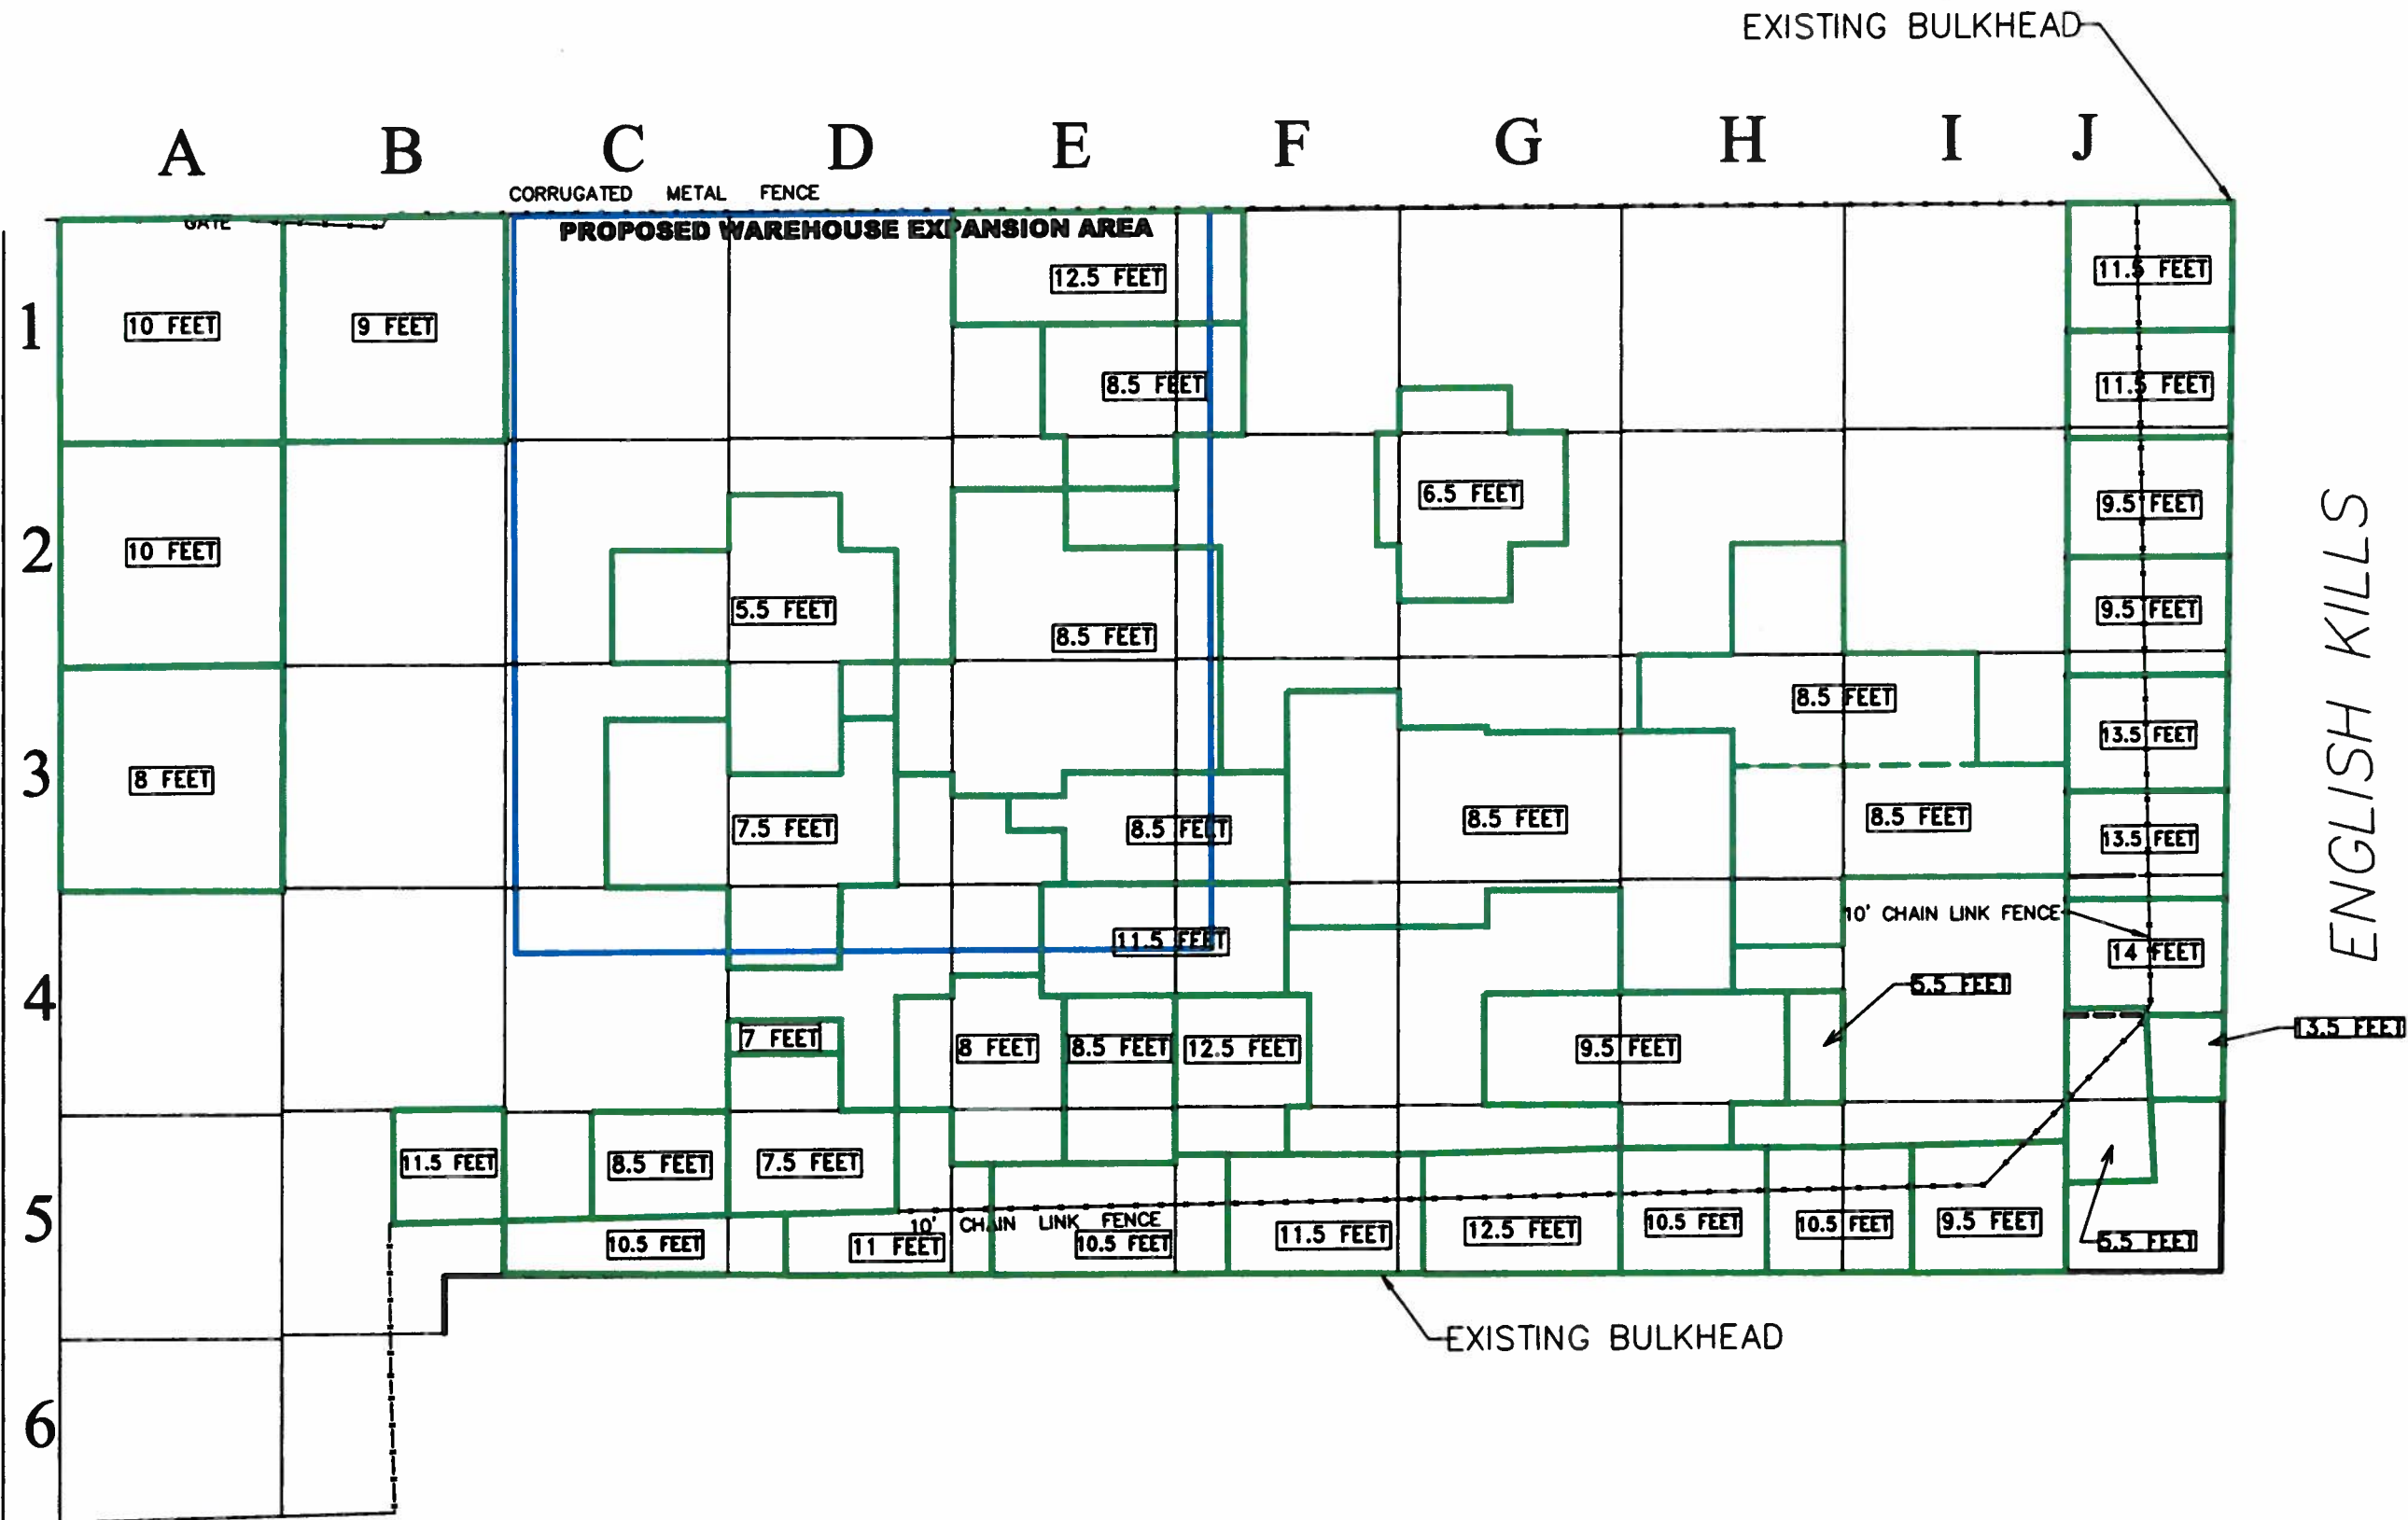 EXISTING BULKHEAD
A B C D E F G H I J
CORRUGATED METAL FENCE
GATE
PROPOSED WAREHOUSE EXPANSION AREA
12.5 FEET
11.5 FEET
1
10 FEET
9 FEET
8.5 FEET
11.5 FEET
6.5 FEET
9.5 FEET
2
10 FEET
5.5 FEET
8.5 FEET
9.5 FEET
ENGLISH KILLS
8.5 FEET
13.5 FEET
3
8 FEET
7.5 FEET
8.5 FEET
8.5 FEET
8.5 FEET
13.5 FEET
10' CHAIN LINK FENCE
11.5 FEET
14 FEET
4
5.5 FEET
7 FEET
8 FEET
8.5 FEET
12.5 FEET
9.5 FEET
13.5 FEET
11.5 FEET
8.5 FEET
7.5 FEET
5
10' CHAIN LINK FENCE
10.5 FEET
11 FEET
10.5 FEET
11.5 FEET
12.5 FEET
10.5 FEET
10.5 FEET
9.5 FEET
5.5 FEET
EXISTING BULKHEAD
6